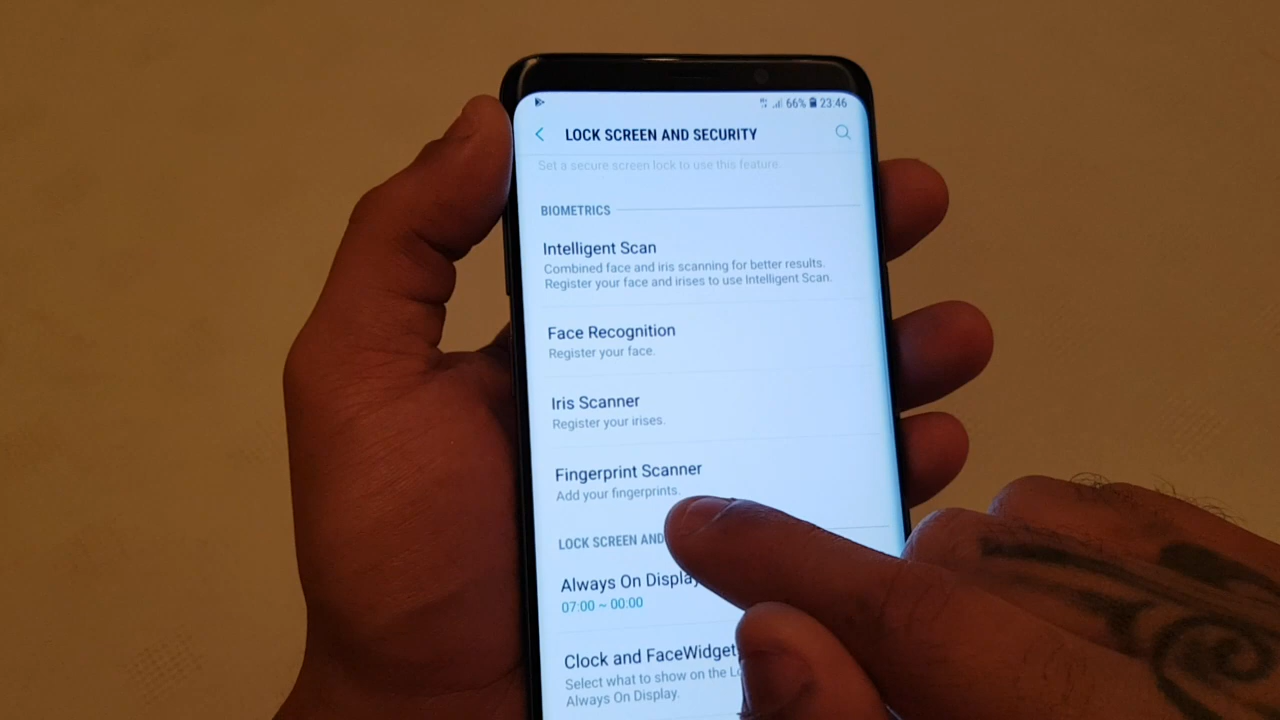 66% 23:46
LOCK SCREEN AND SECURITY
Set a secure screen lock to use this feature.
BIOMETRICS
Intelligent Scan
Combined face and iris scanning for better results.
Register your face and irises to use Intelligent Scan.
Face Recognition
Register your face.
Iris Scanner
Register your irises.
Fingerprint Scanner
Add your fingerprints.
LOCK SCREEN AND
Always On Display
07:00 ~ 00:00
Clock and FaceWidget
Select what to show on the
Always On Display.